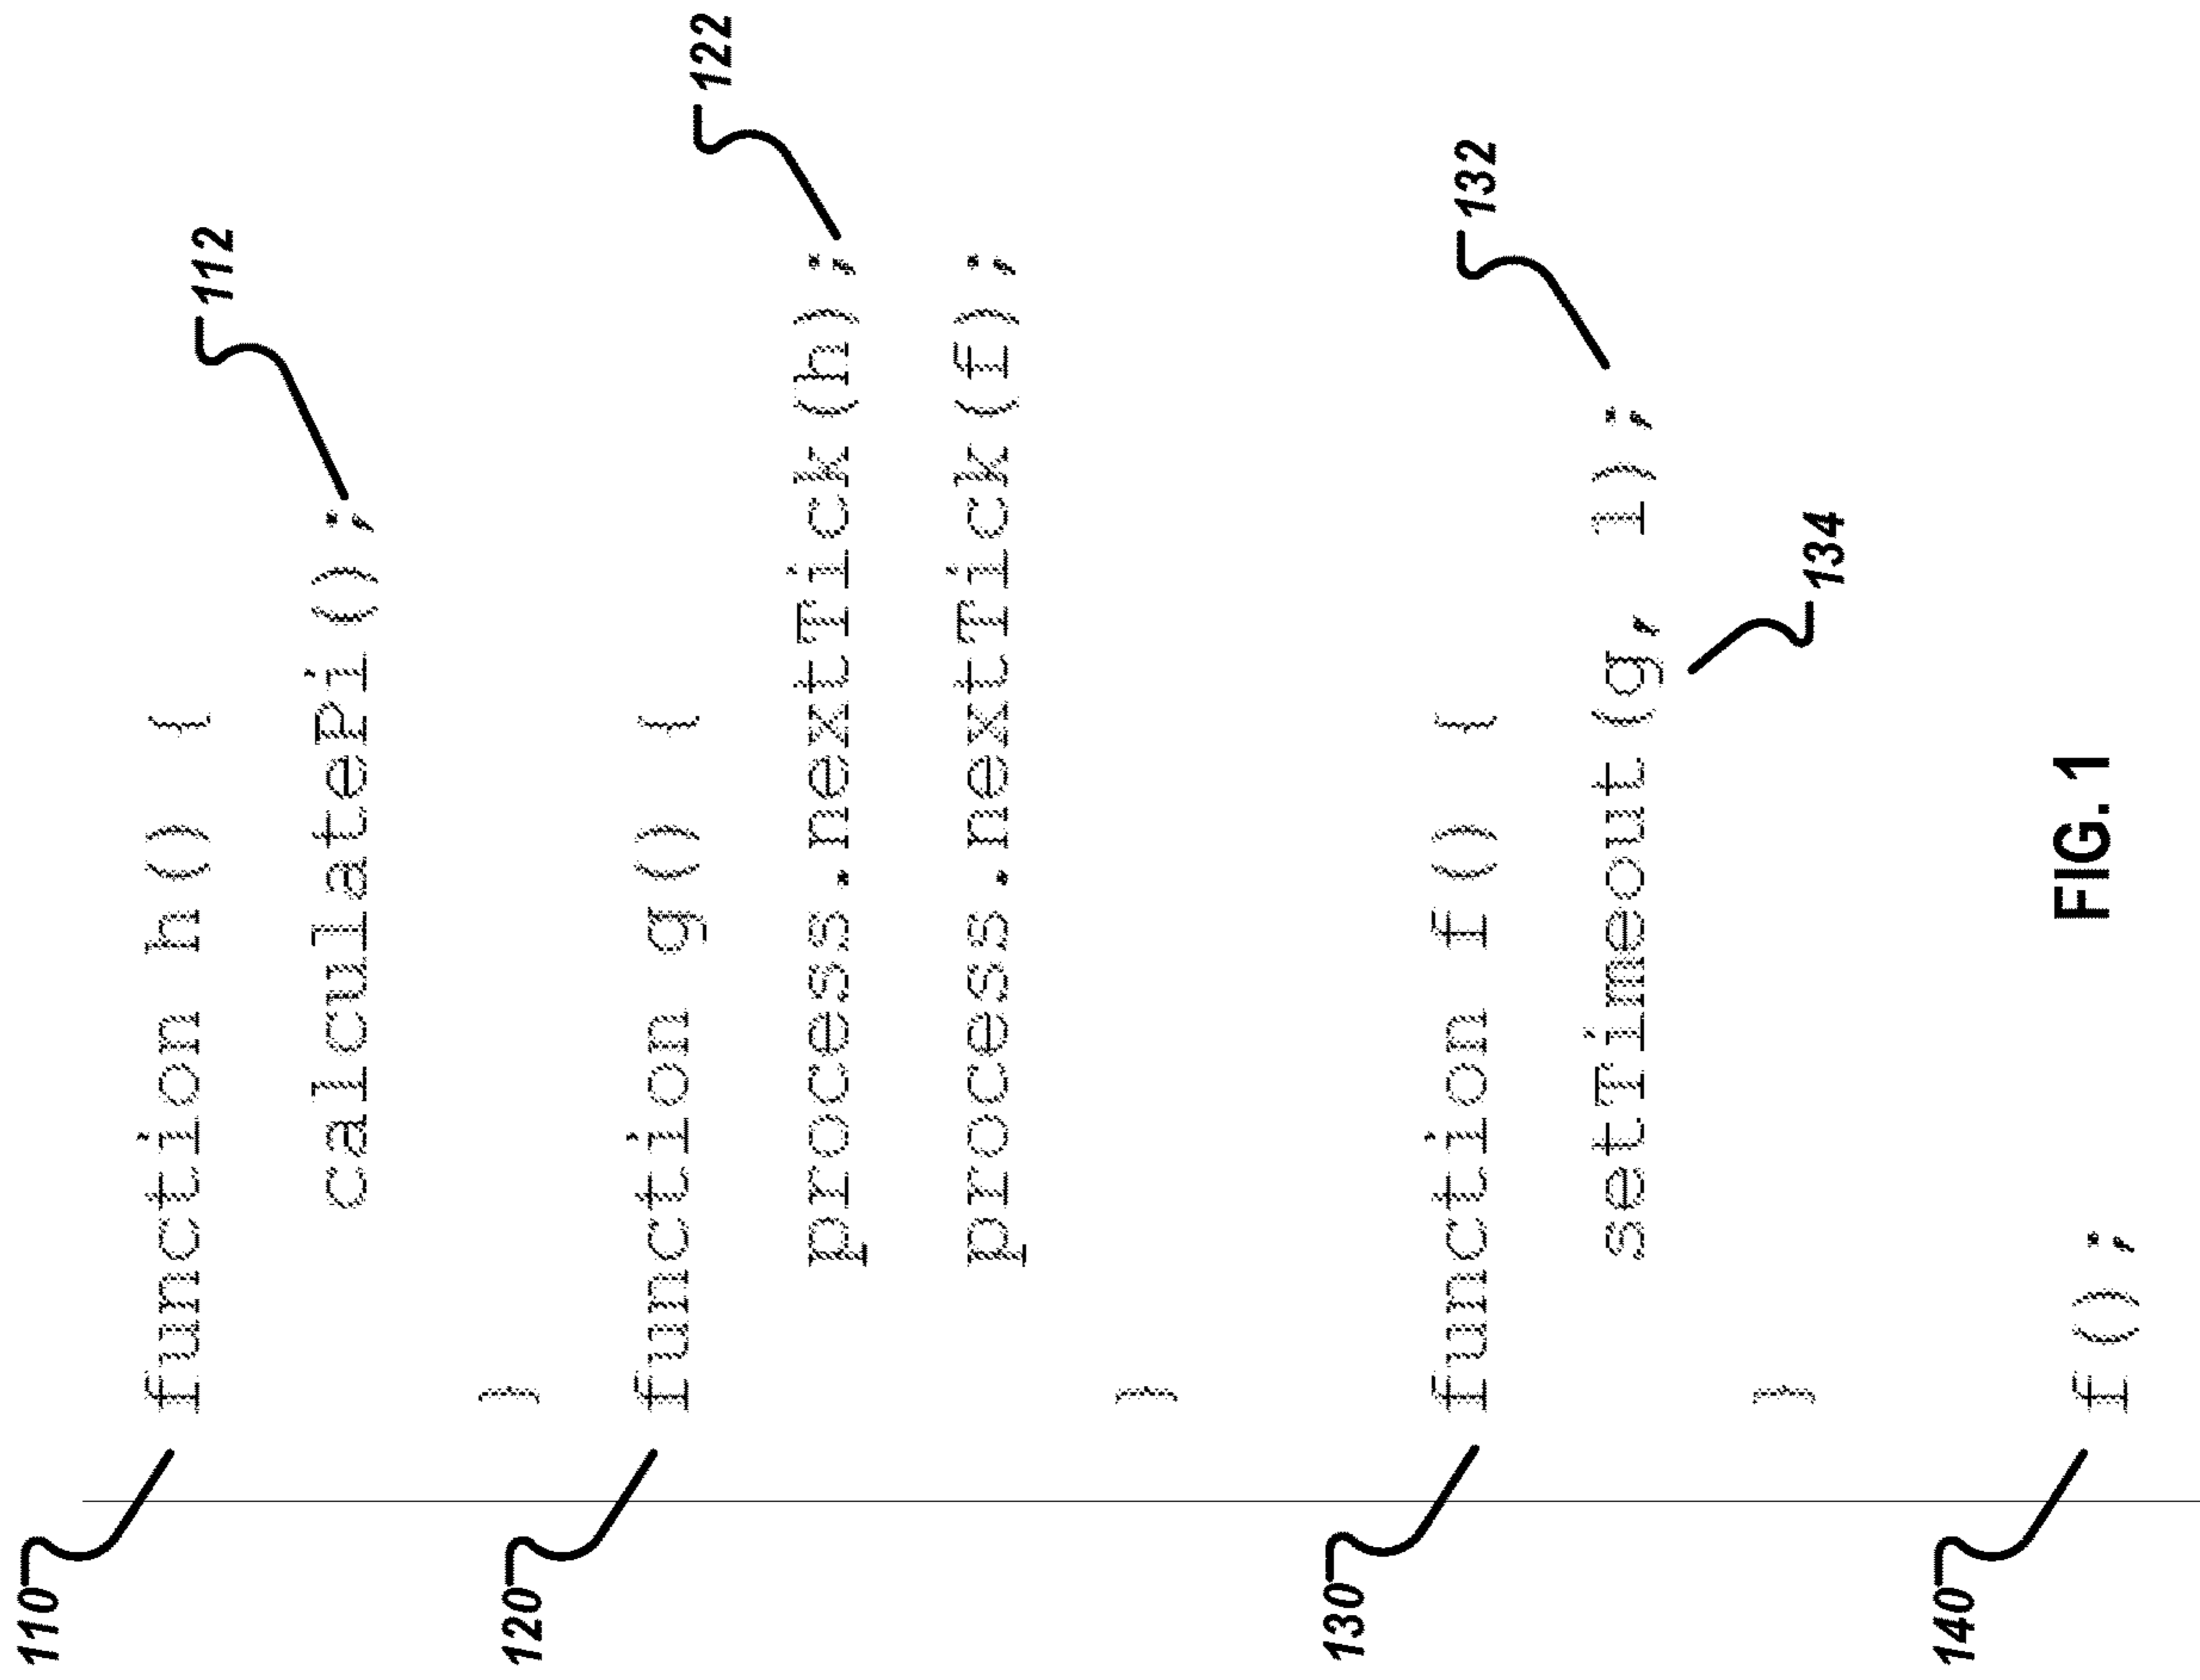 110 function h() {
calculatePi(); 112
}
120 function g() {
process.nextTick(h); 122
process.nextTick(f);
}
130 function f() {
setTimeout(g, 1); 132
134
}
140 f();
FIG. 1